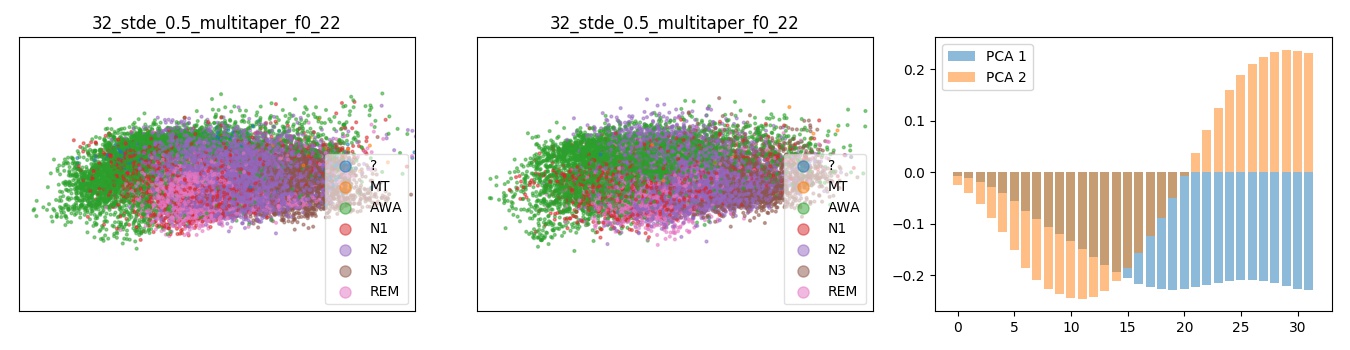 32_stde_0.5_multitaper_f0_22
?
MT
AWA
N1
N2
N3
REM
32_stde_0.5_multitaper_f0_22
?
MT
AWA
N1
N2
N3
REM
PCA 1
PCA 2
0.2
0.1
0.0
−0.1
−0.2
0 5 10 15 20 25 30